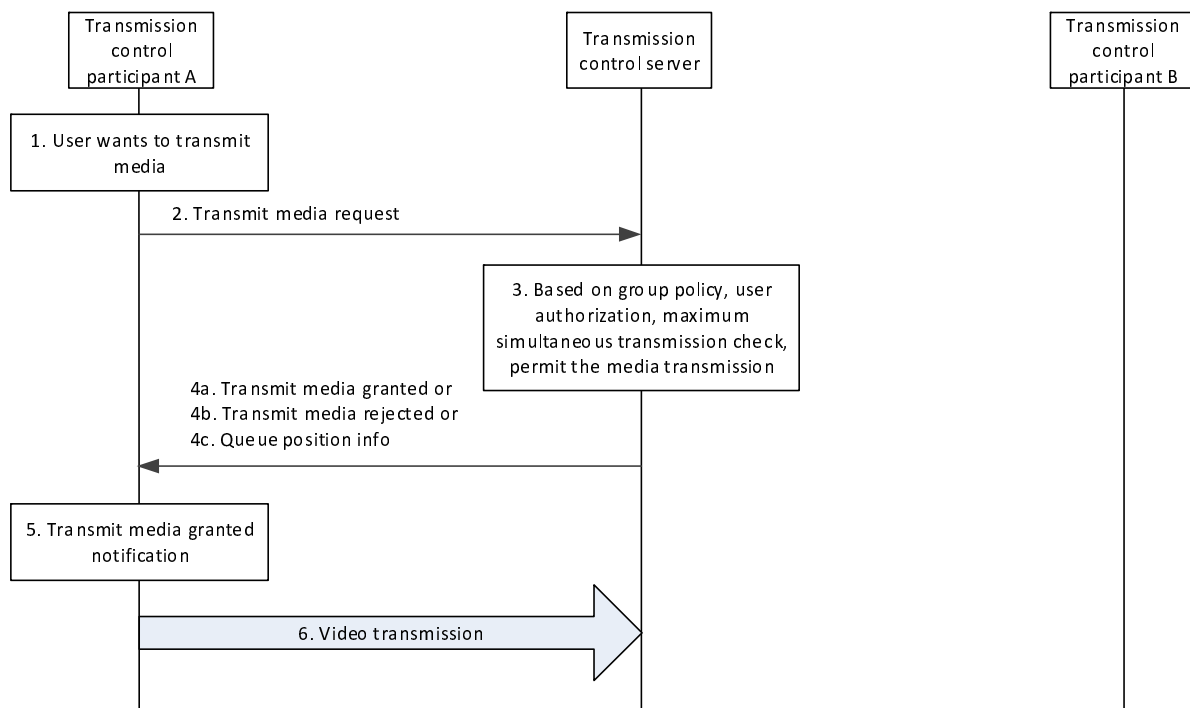 Transmission
control
participant A
Transmission
control server
Transmission
control
participant B
1. User wants to transmit
media
2. Transmit media request
3. Based on group policy, user
authorization, maximum
simultaneous transmission check,
permit the media transmission
4a. Transmit media granted or
4b. Transmit media rejected or
4c. Queue position info
5. Transmit media granted
notification
6. Video transmission